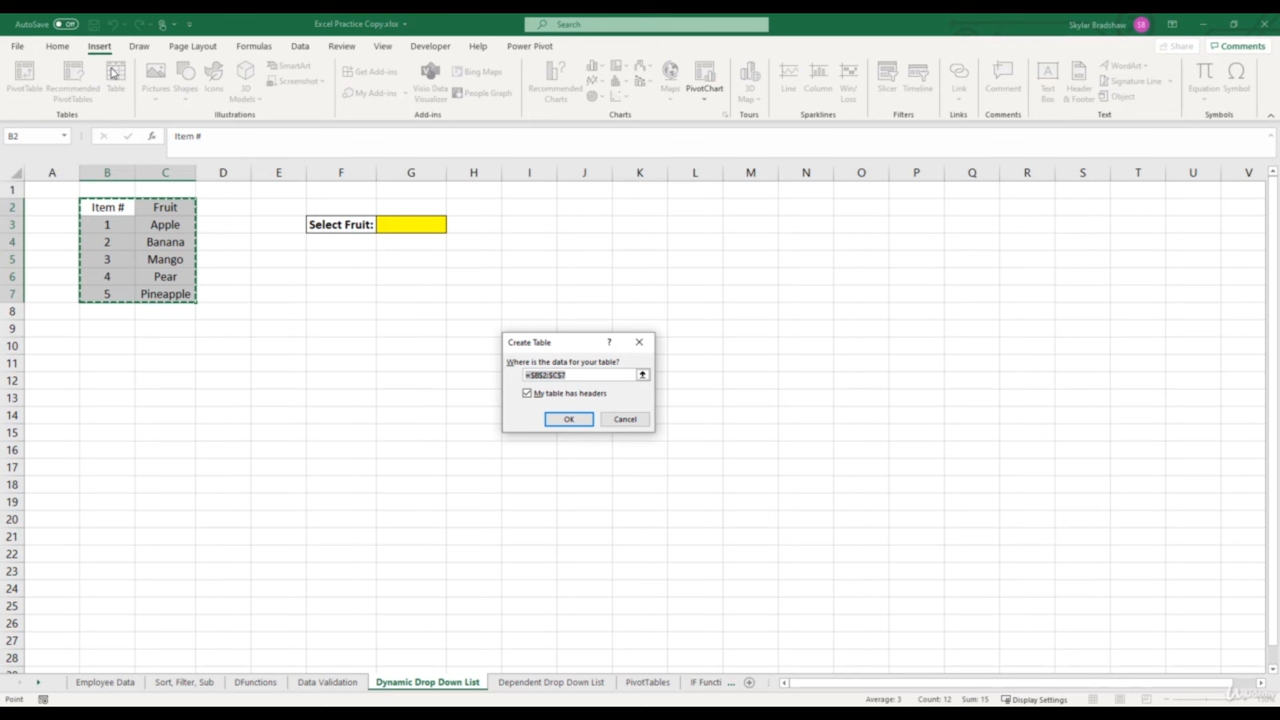 AutoSave Off Excel Practice Copy.xlsx Search Skyler Bradshaw SB
File Home Insert Draw Page Layout Formulas Data Review View Developer Help Power Pivot Share Comments
PivotTable Recommended PivotTables Table Pictures Shapes Icons 3D Models SmartArt Screenshot Get Add-ins My Add-ins Visio Data Visualizer Bing Maps People Graph Recommended Charts Maps PivotChart 3D Map Line Column Win/Loss Slicer Timeline Link Comment Text Box Header & Footer WordArt Signature Line Object Equation Symbol
Tables Illustrations Add-ins Charts Tours Sparklines Filters Links Comments Text Symbols
B2 fx Item #
A B C D E F G H I J K L M N O P Q R S T U V
1
2 Item # Fruit
3 1 Apple Select Fruit:
4 2 Banana
5 3 Mango
6 4 Pear
7 5 Pineapple
8
9
10
11
12
13
14
15
16
17
18
19
20
21
22
23
24
25
26
27
28
Create Table ?
Where is the data for your table?
=$B$2:$C$7
My table has headers
OK Cancel
Employee Data Sort, Filter, Sub DFunctions Data Validation Dynamic Drop Down List Dependent Drop Down List PivotTables IF Functi ...
Point Average: 3 Count: 12 Sum: 15 Display Settings